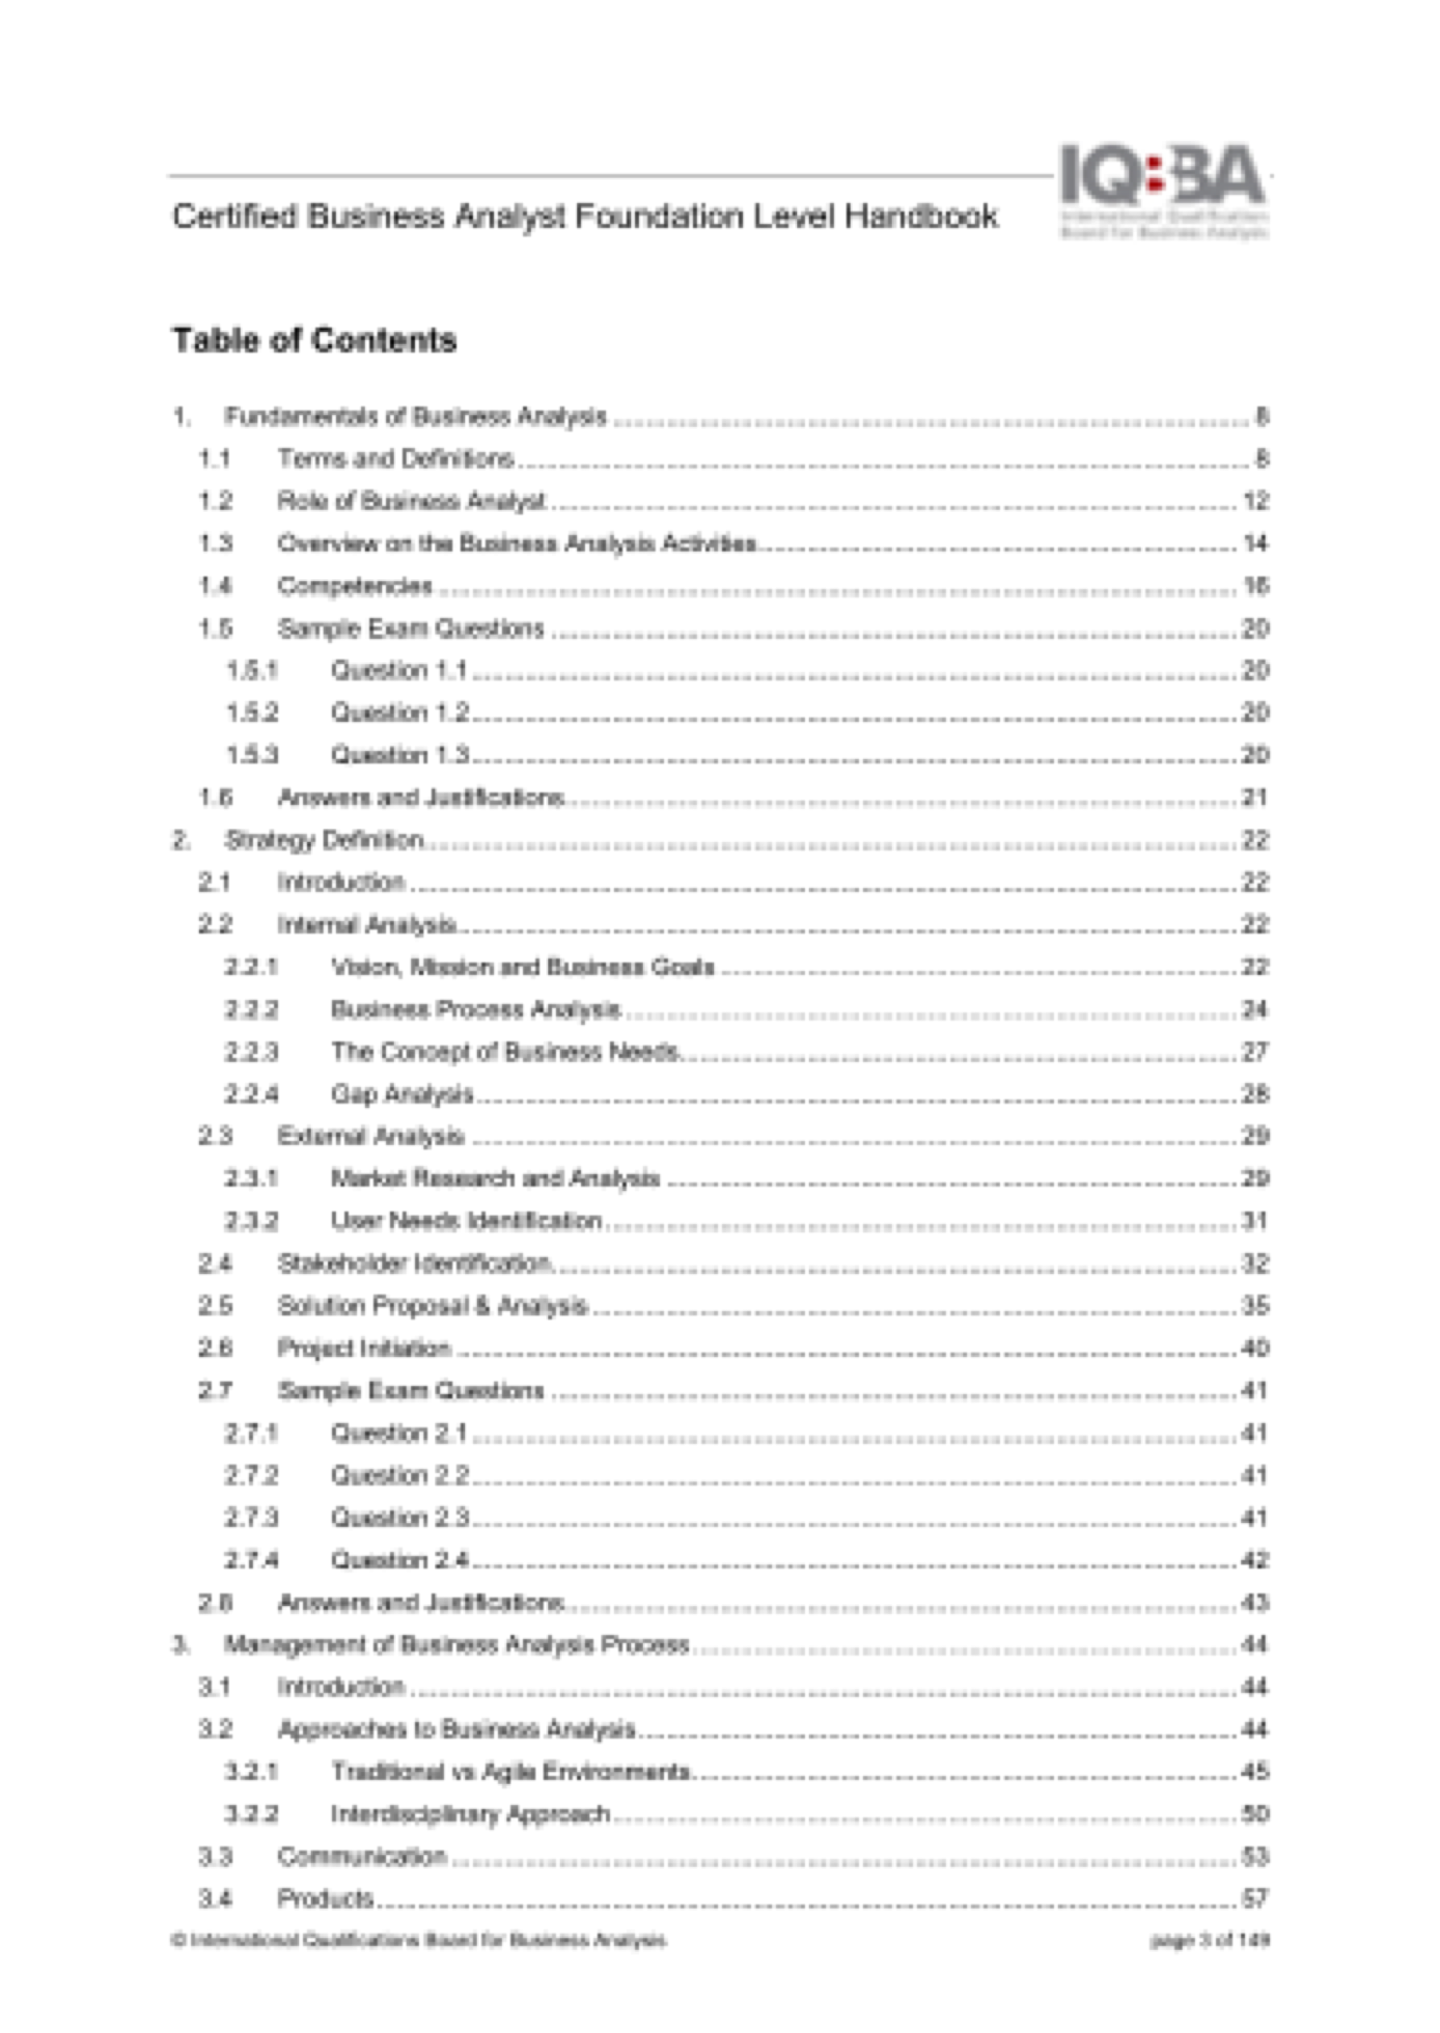 IQ:BA
International Qualification
Board for Business Analysis
Certified Business Analyst Foundation Level Handbook
Table of Contents
1. Fundamentals of Business Analysis ........ 8
1.1 Terms and Definitions ........ 8
1.2 Role of Business Analyst ........ 12
1.3 Overview on the Business Analysis Activities ........ 14
1.4 Competencies ........ 16
1.5 Sample Exam Questions ........ 20
1.5.1 Question 1.1 ........ 20
1.5.2 Question 1.2 ........ 20
1.5.3 Question 1.3 ........ 20
1.6 Answers and Justifications ........ 21
2. Strategy Definition ........ 22
2.1 Introduction ........ 22
2.2 Internal Analysis ........ 22
2.2.1 Vision, Mission and Business Goals ........ 22
2.2.2 Business Process Analysis ........ 24
2.2.3 The Concept of Business Needs ........ 27
2.2.4 Gap Analysis ........ 28
2.3 External Analysis ........ 29
2.3.1 Market Research and Analysis ........ 29
2.3.2 User Needs Identification ........ 31
2.4 Stakeholder Identification ........ 32
2.5 Solution Proposal & Analysis ........ 35
2.6 Project Initiation ........ 40
2.7 Sample Exam Questions ........ 41
2.7.1 Question 2.1 ........ 41
2.7.2 Question 2.2 ........ 41
2.7.3 Question 2.3 ........ 41
2.7.4 Question 2.4 ........ 42
2.8 Answers and Justifications ........ 43
3. Management of Business Analysis Process ........ 44
3.1 Introduction ........ 44
3.2 Approaches to Business Analysis ........ 44
3.2.1 Traditional vs Agile Environments ........ 45
3.2.2 Interdisciplinary Approach ........ 50
3.3 Communication ........ 53
3.4 Products ........ 57
© International Qualifications Board for Business Analysis page 3 of 149